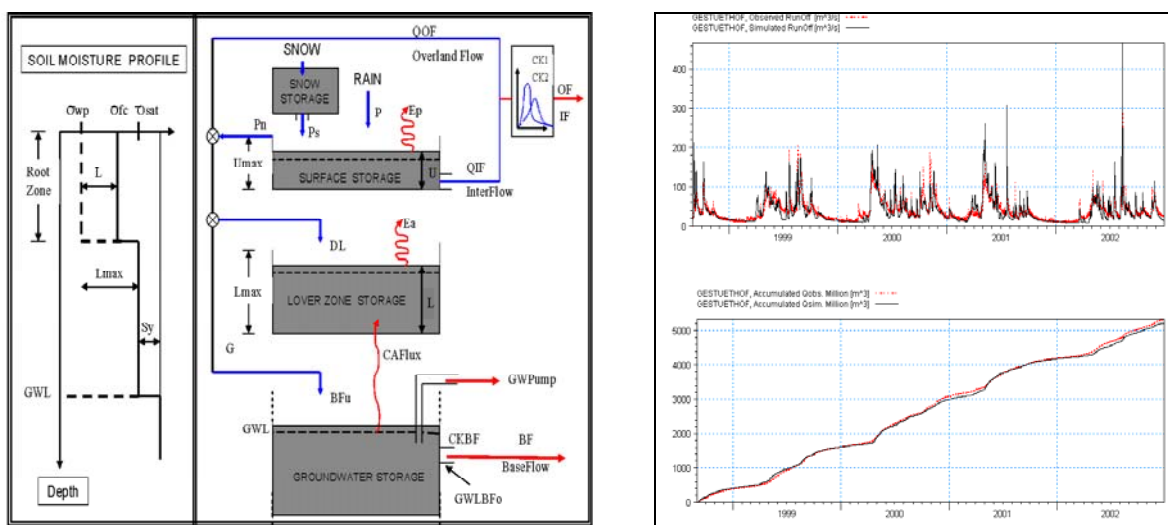 SOIL MOISTURE PROFILE
Owp Ofc Osat
Root
Zone
L
Lmax
Sy
GWL
Depth
QOF
Overland Flow
SNOW
SNOW
STORAGE
RAIN
CK1
CK2
OF
IF
Pn
Ps
P
Ep
Umax
U
QIF
SURFACE STORAGE
InterFlow
DL
Ea
Lmax
LOVER ZONE STORAGE
L
G
CAFlux
BFu
GWPump
GWL
CKBF
BF
BaseFlow
GROUNDWATER STORAGE
GWLBFo
GESTUETHOF, Observed RunOff [m^3/s]
GESTUETHOF, Simulated RunOff [m^3/s]
400
300
200
100
0
1999 2000 2001 2002
GESTUETHOF, Accumulated Qobs. Million [m^3]
GESTUETHOF, Accumulated Qsim. Million [m^3]
5000
4000
3000
2000
1000
0
1999 2000 2001 2002